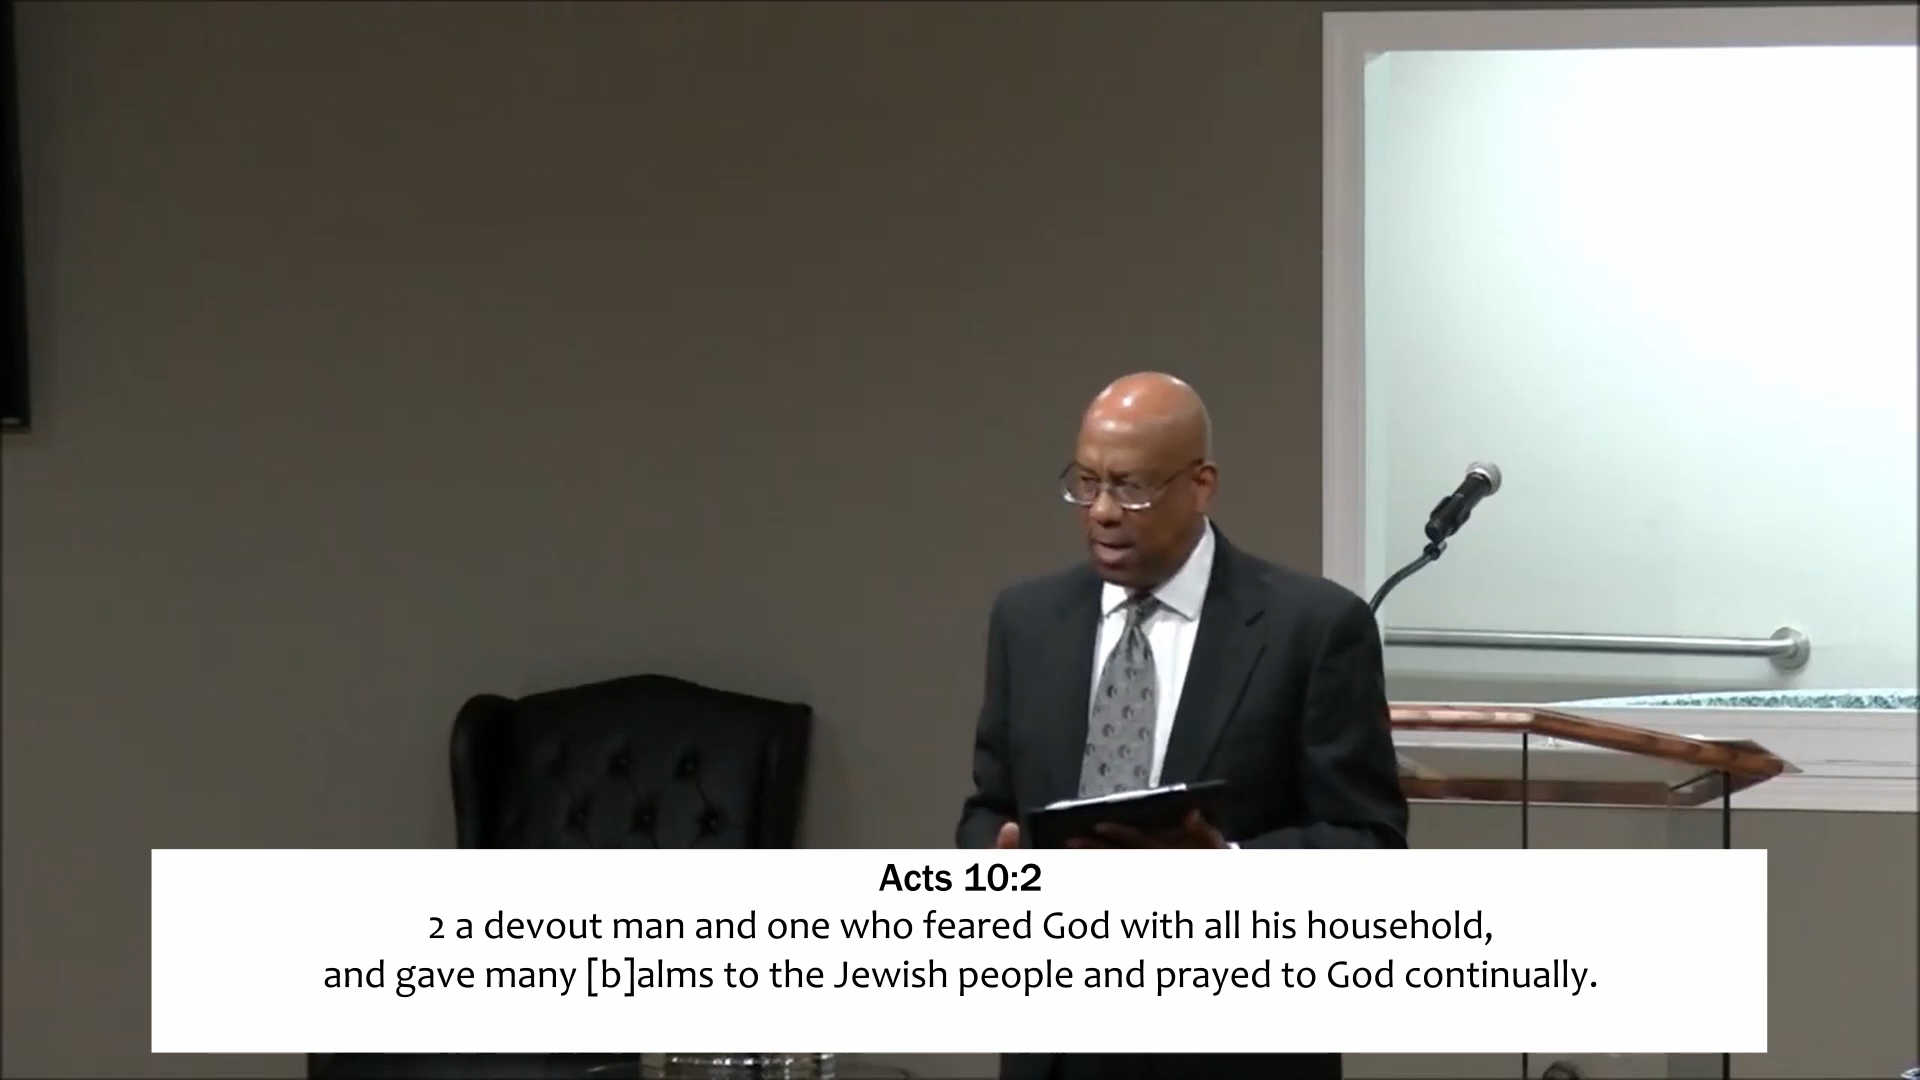 Acts 10:2
2 a devout man and one who feared God with all his household,
and gave many [b]alms to the Jewish people and prayed to God continually.